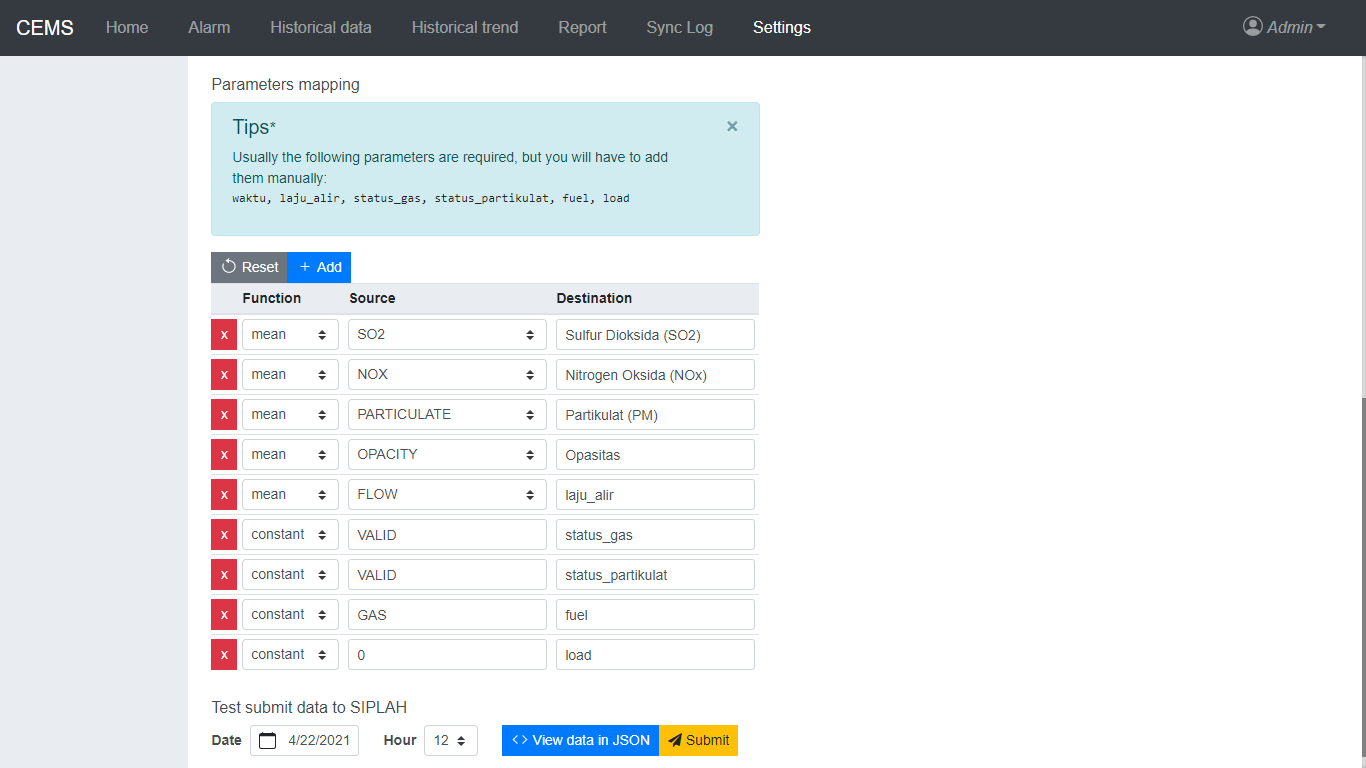 CEMS Home Alarm Historical data Historical trend Report Sync Log Settings Admin
Parameters mapping
Tips*
×
Usually the following parameters are required, but you will have to add
them manually:
waktu, laju_alir, status_gas, status_partikulat, fuel, load
Reset + Add
Function Source Destination
x mean SO2 Sulfur Dioksida (SO2)
x mean NOX Nitrogen Oksida (NOx)
x mean PARTICULATE Partikulat (PM)
x mean OPACITY Opasitas
x mean FLOW laju_alir
x constant VALID status_gas
x constant VALID status_partikulat
x constant GAS fuel
x constant 0 load
Test submit data to SIPLAH
Date 4/22/2021 Hour 12 <> View data in JSON Submit